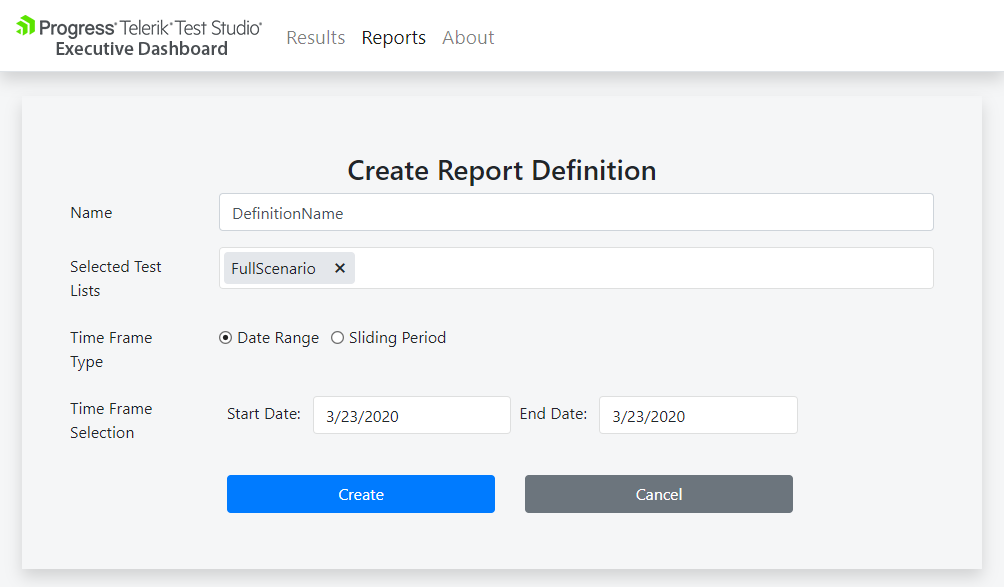 Progress® Telerik® Test Studio®
Executive Dashboard
Results Reports About
Create Report Definition
Name
DefinitionName
Selected Test
Lists
FullScenario ✕
Time Frame
Type
Date Range Sliding Period
Time Frame
Selection
Start Date: 3/23/2020 End Date: 3/23/2020
Create Cancel